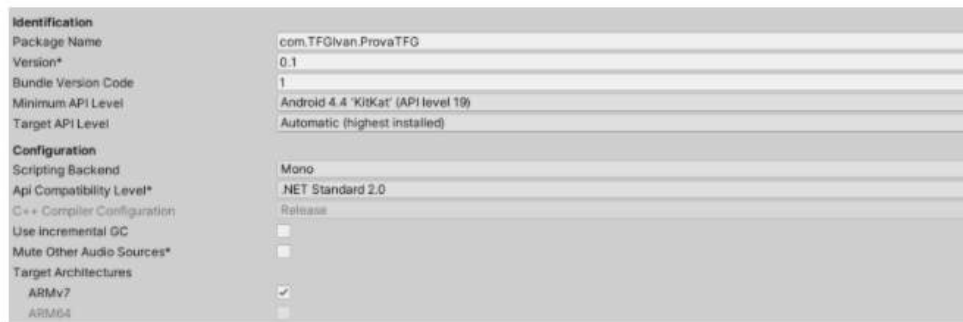 Identification
Package Name com.TFGIvan.ProvaTFG
Version* 0.1
Bundle Version Code 1
Minimum API Level Android 4.4 'KitKat' (API level 19)
Target API Level Automatic (highest installed)
Configuration
Scripting Backend Mono
Api Compatibility Level* .NET Standard 2.0
C++ Compiler Configuration Release
Use incremental GC
Mute Other Audio Sources*
Target Architectures
ARMv7
ARM64